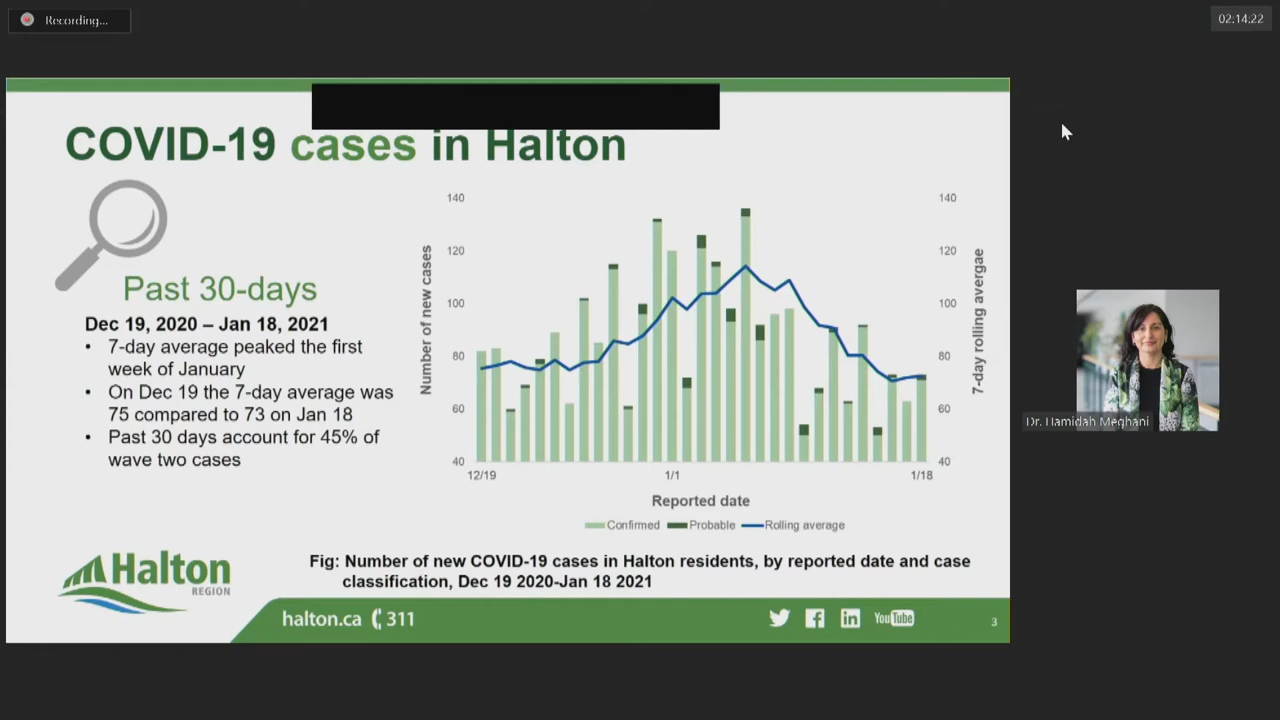 Recording...
02:14:22
COVID-19 cases in Halton
Past 30-days
Dec 19, 2020 – Jan 18, 2021
• 7-day average peaked the first
week of January
• On Dec 19 the 7-day average was
75 compared to 73 on Jan 18
• Past 30 days account for 45% of
wave two cases
Number of new cases
140
120
100
80
60
40
12/19
1/1
1/18
140
120
100
80
60
40
7-day rolling avergae
Reported date
Confirmed Probable Rolling average
Fig: Number of new COVID-19 cases in Halton residents, by reported date and case
classification, Dec 19 2020-Jan 18 2021
Halton
REGION
halton.ca 311
You Tube
3
Dr. Hamidah Meghani